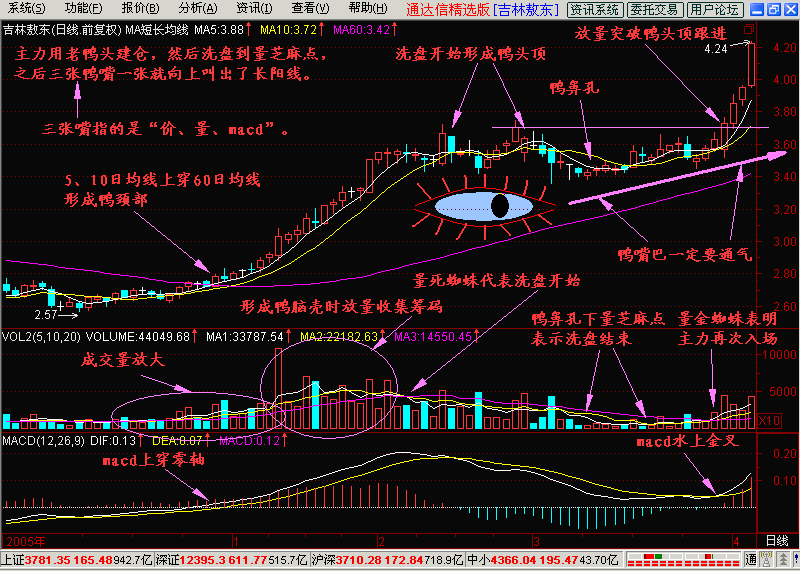 系统(S) 功能(F) 报价(B) 分析(A) 资讯(I) 查看(V) 帮助(H) 通达信精选版 [吉林敖东] 资讯系统 委托交易 用户论坛
吉林敖东(日线.前复权) MA短长均线 MA5:3.88↑ MA10:3.72↑ MA60:3.42↑
放量突破鸭头顶跟进
4.24
4.20
主力用老鸭头建仓，然后洗盘到量芝麻点，
之后三张鸭嘴一张就向上叫出了长阳线。
洗盘开始形成鸭头顶
4.00
鸭鼻孔
3.80
三张嘴指的是“价、量、macd”。
3.60
3.40
5、10日均线上穿60日均线
形成鸭颈部
3.20
鸭嘴巴一定要通气
3.00
2.80
量死蜘蛛代表洗盘开始
形成鸭脑壳时放量收集筹码
2.60
2.57
VOL2(5,10,20) VOLUME:44049.68↑ MA1:33787.54↑ MA2:22182.63↑ MA3:14550.45↑
鸭鼻孔下量芝麻点
表示洗盘结束
量金蜘蛛表明
主力再次入场
10000
成交量放大
5000
X10
MACD(12,26,9) DIF:0.13↑ DEA:0.07↑ MACD:0.12↑
macd水上金叉
macd上穿零轴
0.20
0.10
2005年 1 2 3 4 日线
上证3781.35 165.48 942.7亿 深证12395.3 611.77 515.7亿 沪深3710.28 172.84 718.9亿 中小4366.04 195.47 43.70亿 通